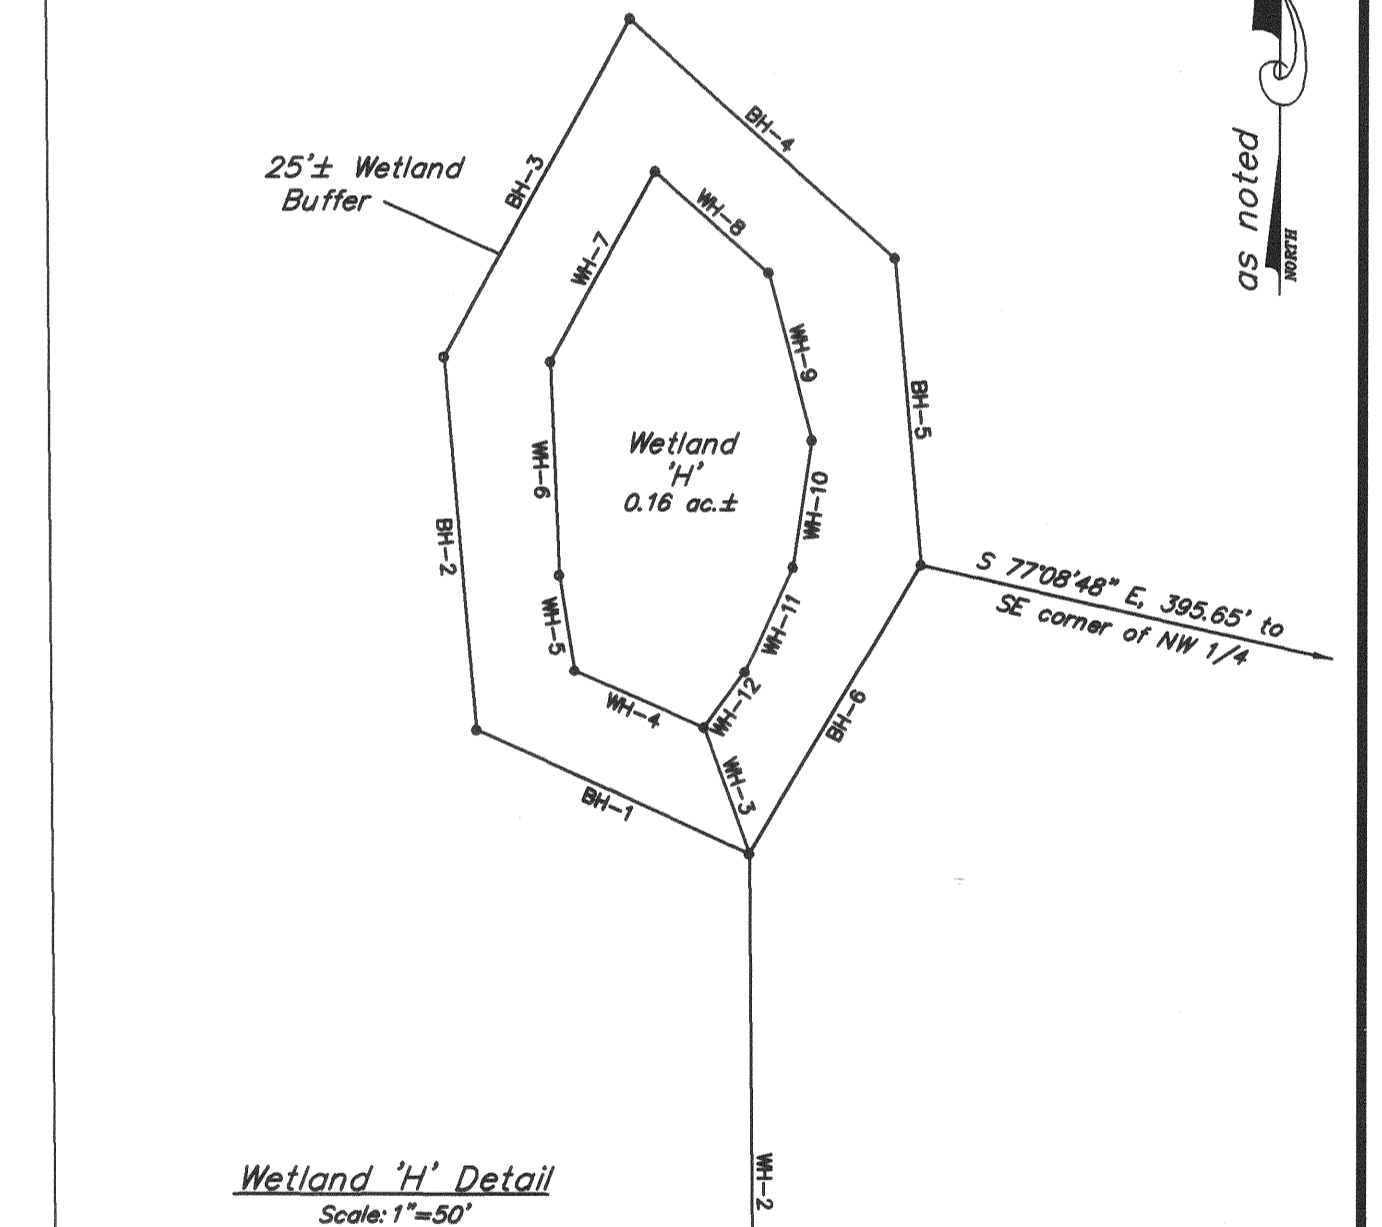 as noted
NORTH
BH-4
BH-3
25'± Wetland
Buffer
WH-8
WH-7
WH-9
BH-5
Wetland
'H'
0.16 ac.±
WH-6
WH-10
BH-2
S 77°08'48" E, 395.65' to
SE corner of NW 1/4
WH-5
WH-11
WH-4
WH-12
BH-6
WH-3
BH-1
WH-2
Wetland 'H' Detail
Scale: 1"=50'